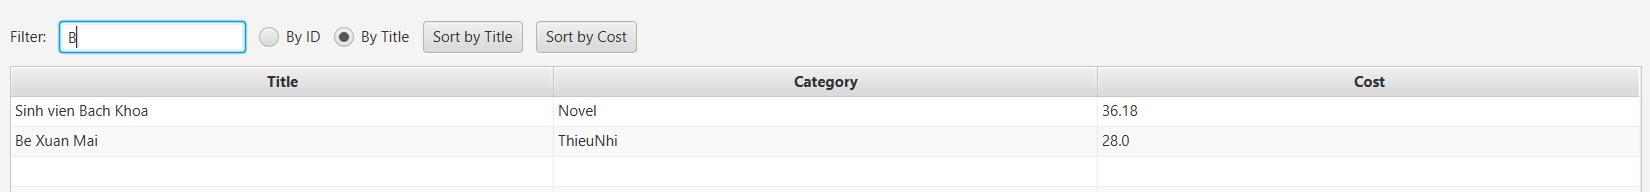 Filter: B By ID By Title Sort by Title Sort by Cost
Title Category Cost
Sinh vien Bach Khoa Novel 36.18
Be Xuan Mai ThieuNhi 28.0